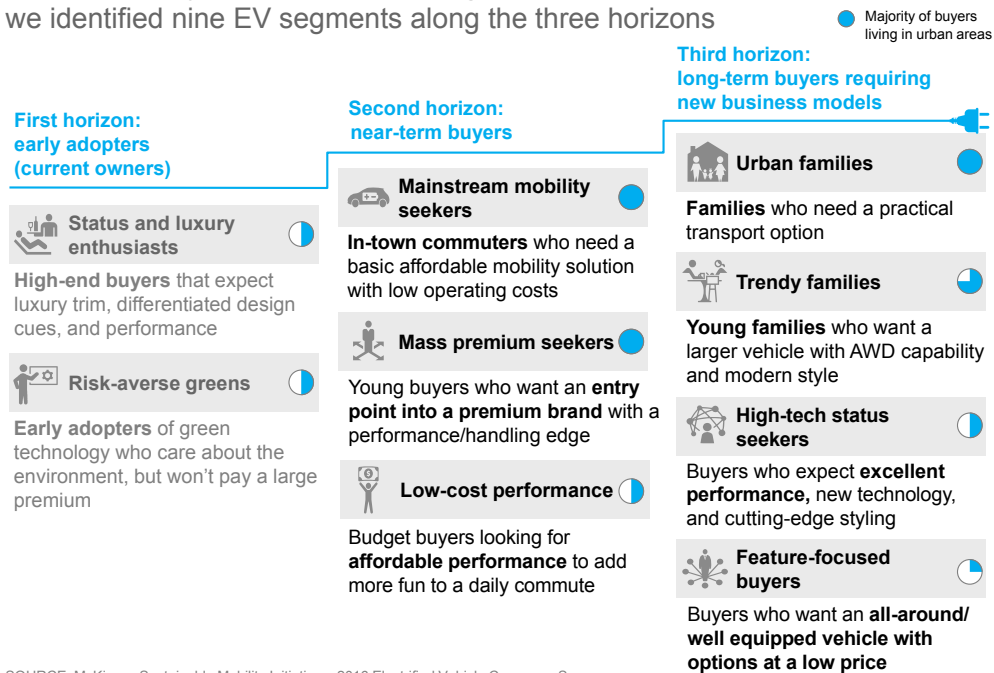 we identified nine EV segments along the three horizons
Majority of buyers
living in urban areas
First horizon:
early adopters
(current owners)
Status and luxury
enthusiasts
High-end buyers that expect
luxury trim, differentiated design
cues, and performance
Risk-averse greens
Early adopters of green
technology who care about the
environment, but won’t pay a large
premium
Second horizon:
near-term buyers
Mainstream mobility
seekers
In-town commuters who need a
basic affordable mobility solution
with low operating costs
Mass premium seekers
Young buyers who want an entry
point into a premium brand with a
performance/handling edge
Low-cost performance
Budget buyers looking for
affordable performance to add
more fun to a daily commute
Third horizon:
long-term buyers requiring
new business models
Urban families
Families who need a practical
transport option
Trendy families
Young families who want a
larger vehicle with AWD capability
and modern style
High-tech status
seekers
Buyers who expect excellent
performance, new technology,
and cutting-edge styling
Feature-focused
buyers
Buyers who want an all-around/
well equipped vehicle with
options at a low price